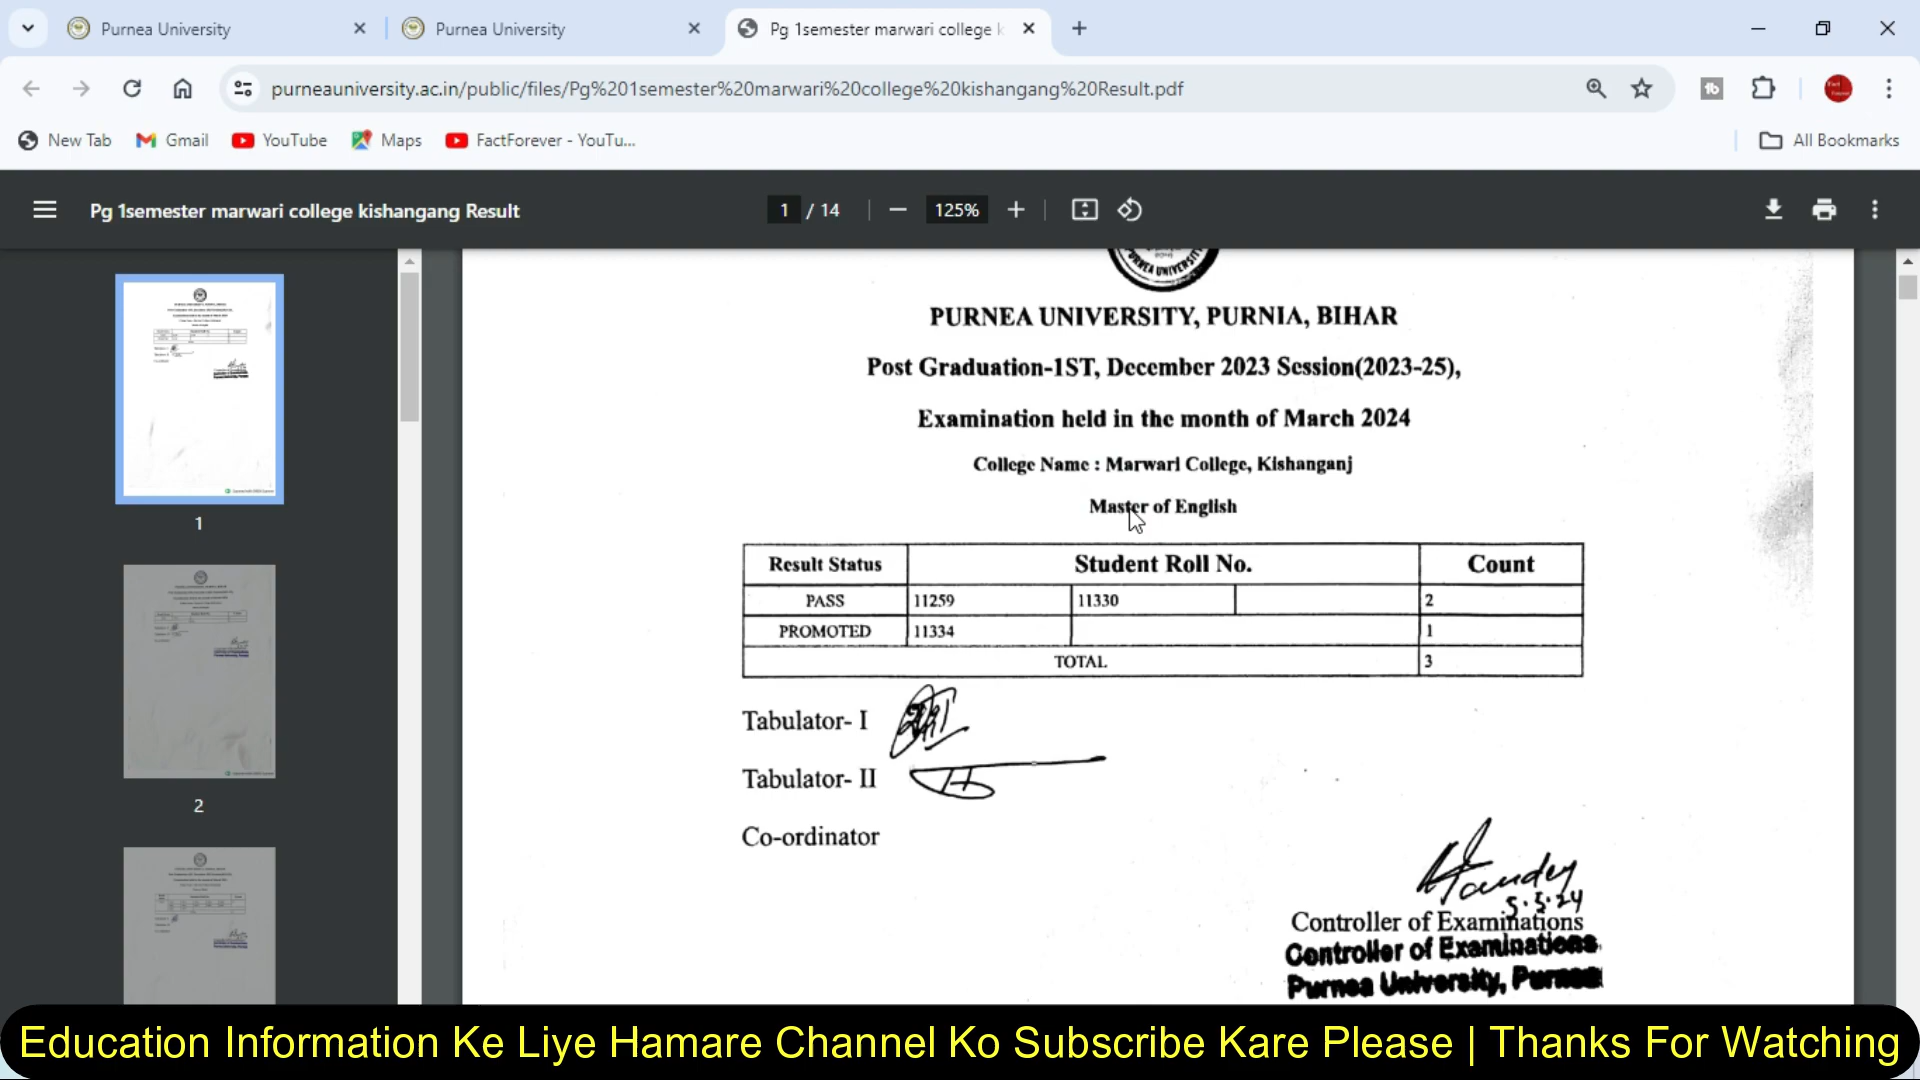 Purnea University
Purnea University
Pg 1semester marwari college k
purneauniversity.ac.in/public/files/Pg%201semester%20marwari%20college%20kishangang%20Result.pdf
New Tab
Gmail
YouTube
Maps
FactForever - YouTu...
All Bookmarks
Pg 1semester marwari college kishangang Result
1 / 14
125%
1
2
PURNEA UNIVERSITY
PURNEA UNIVERSITY, PURNIA, BIHAR
Post Graduation-1ST, December 2023 Session(2023-25),
Examination held in the month of March 2024
College Name : Marwari College, Kishanganj
Master of English
Result Status Student Roll No. Count
PASS 11259 11330 2
PROMOTED 11334 1
TOTAL 3
Tabulator- I
Tabulator- II
Co-ordinator
5.5.24
Controller of Examinations
Controller of Examinations
Purnea University, Purnea
Education Information Ke Liye Hamare Channel Ko Subscribe Kare Please | Thanks For Watching